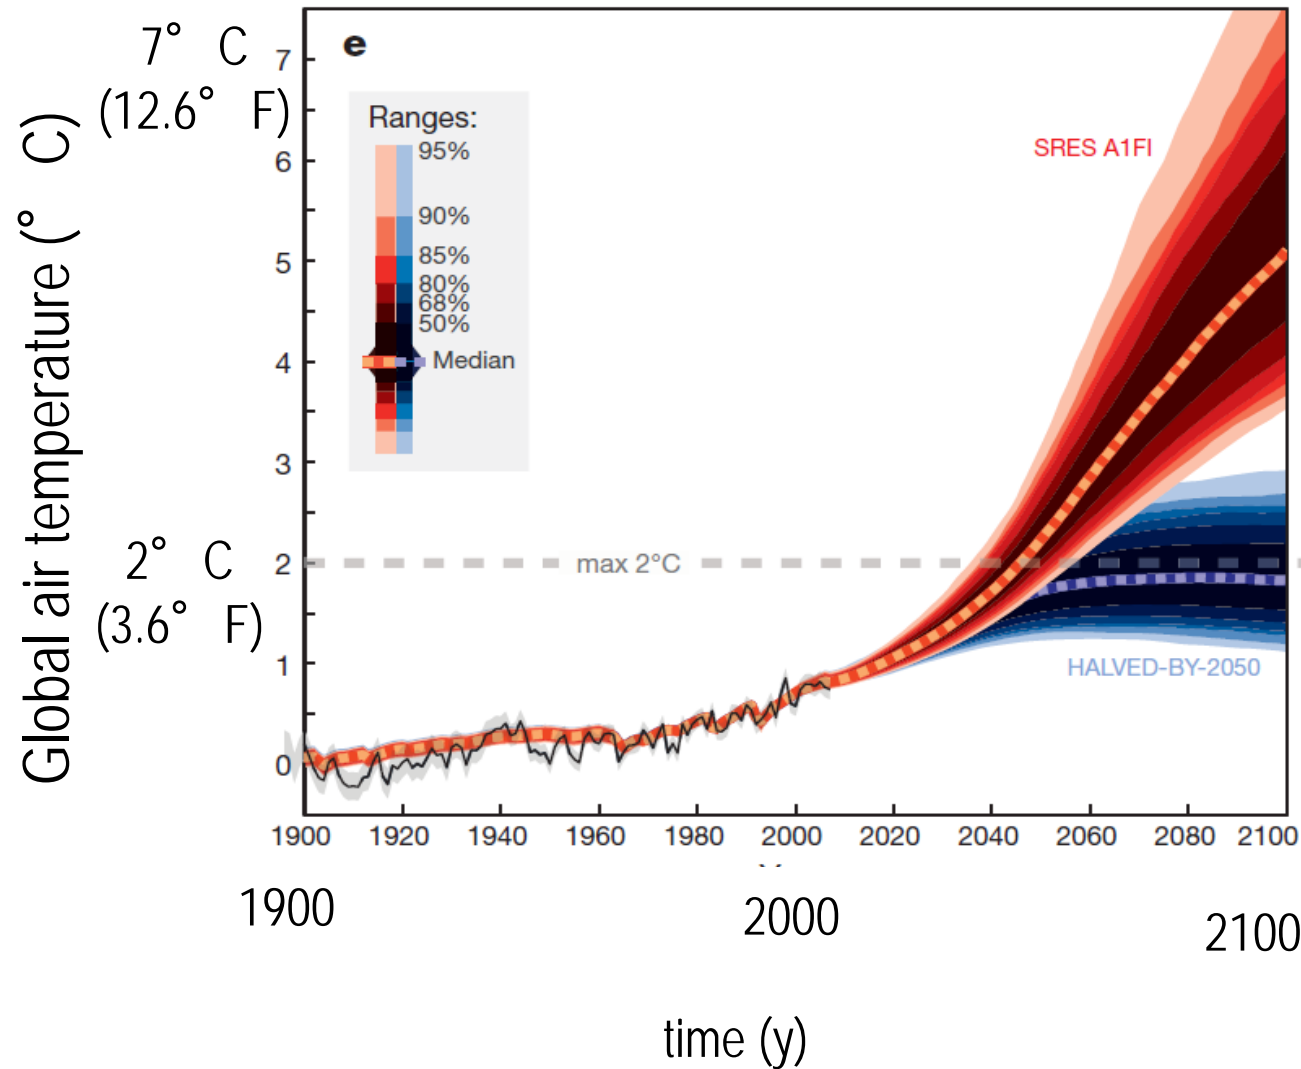 7° C
(12.6° F)
Global air temperature (° C)
2° C
(3.6° F)
e
7
6
5
4
3
2
1
0
Ranges:
95%
90%
85%
80%
68%
50%
Median
SRES A1FI
max 2°C
HALVED-BY-2050
1900 1920 1940 1960 1980 2000 2020 2040 2060 2080 2100
1900 2000 2100
time (y)